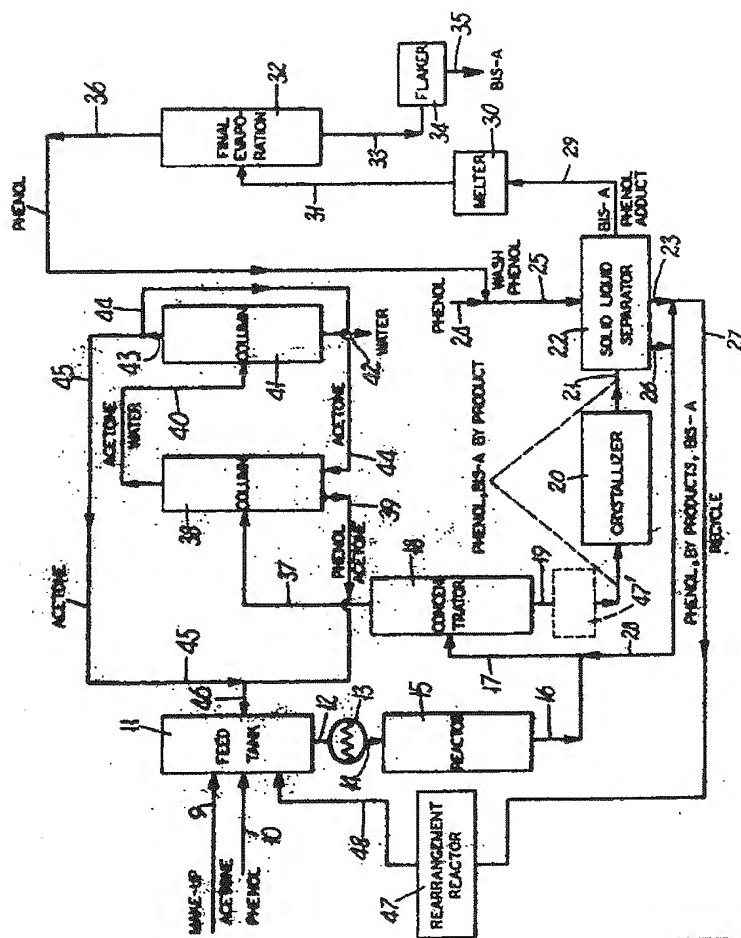 36
PHENOL
FINAL
EVAPO-
RATION
32
33
FLAKER
34
35
BIS-A
31
MELTER
30
29
BIS-A
PHENOL ADDUCT
45
44
43
COLUMN
41
42
WATER
ACETONE
WATER
40
ACETONE
44
COLUMN
38
39
PHENOL
24
WASH
PHENOL
25
SOLID LIQUID
SEPARATOR
22
23
26
27
21
PHENOL, BIS-A BY PRODUCT
CRYSTALLIZER
20
PHENOL, BY PRODUCTS, BIS-A
RECYCLE
ACETONE
45
46
37
PHENOL
ACETONE
CONCEN
TRATOR
18
19
47'
17
28
11
FEED
TANK
12
13
REACTOR
15
16
9
MAKE-UP
ACETONE
PHENOL
10
48
REARRANGEMENT
REACTOR
47